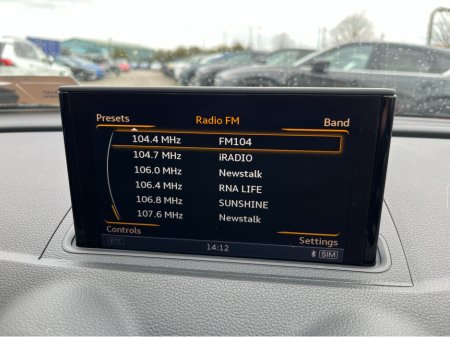 Presets Radio FM Band
104.4 MHz FM104
104.7 MHz iRADIO
106.0 MHz Newstalk
106.4 MHz RNA LIFE
106.8 MHz SUNSHINE
107.6 MHz Newstalk
Controls Settings
ETC 14:12 SIM